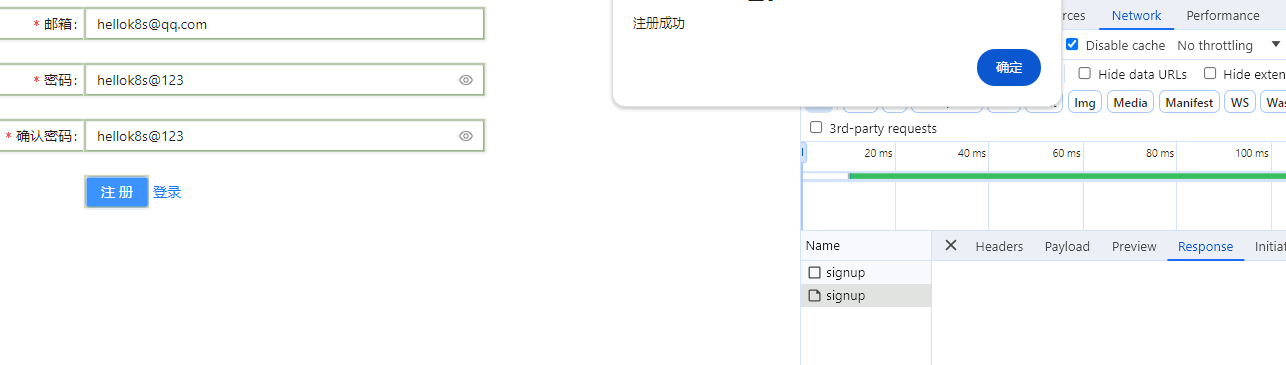 * 邮箱： hellok8s@qq.com
* 密码： hellok8s@123
* 确认密码： hellok8s@123
注 册 登录
注册成功
确定
rces Network Performance
Disable cache No throttling
Hide data URLs Hide exten
Img Media Manifest WS Was
3rd-party requests
20 ms 40 ms 60 ms 80 ms 100 ms
Name Headers Payload Preview Response Initiat
signup
signup